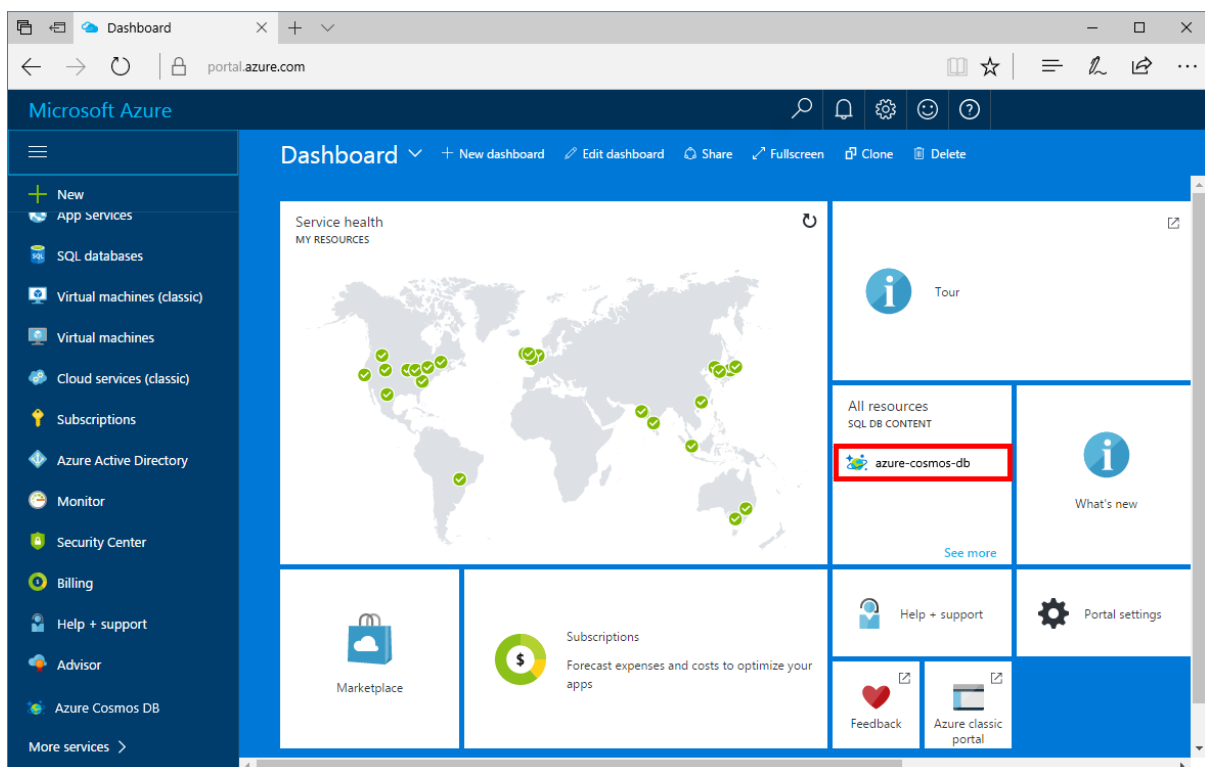 Dashboard
portal.azure.com
Microsoft Azure
New
App Services
SQL databases
Virtual machines (classic)
Virtual machines
Cloud services (classic)
Subscriptions
Azure Active Directory
Monitor
Security Center
Billing
Help + support
Advisor
Azure Cosmos DB
More services
Dashboard New dashboard Edit dashboard Share Fullscreen Clone Delete
Service health
MY RESOURCES
Tour
All resources
SQL DB CONTENT
azure-cosmos-db
See more
What's new
Marketplace
Subscriptions
Forecast expenses and costs to optimize your
apps
Help + support
Portal settings
Feedback
Azure classic
portal